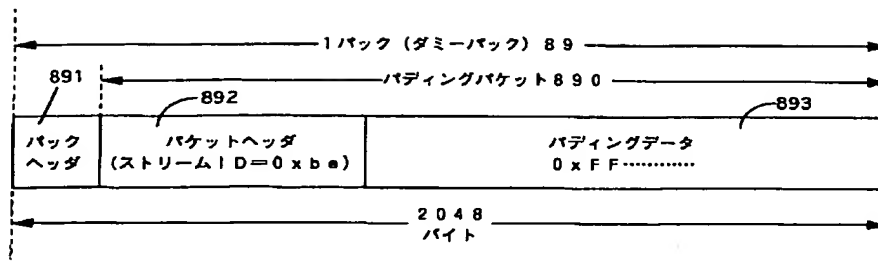 1パック (ダミーパック) 89
891
パディングパケット890
892
893
パック
ヘッダ
パケットヘッダ
(ストリームID=0xbe)
パディングデータ
0xFF…………
2048
バイト